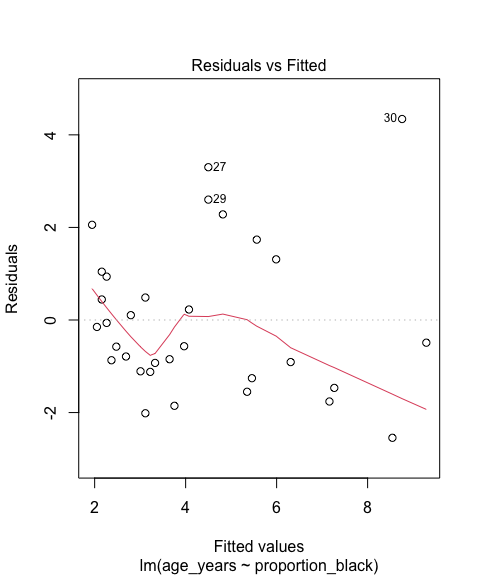 Residuals vs Fitted
30
4
27
29
2
Residuals
0
-2
2 4 6 8
Fitted values
lm(age_years ~ proportion_black)